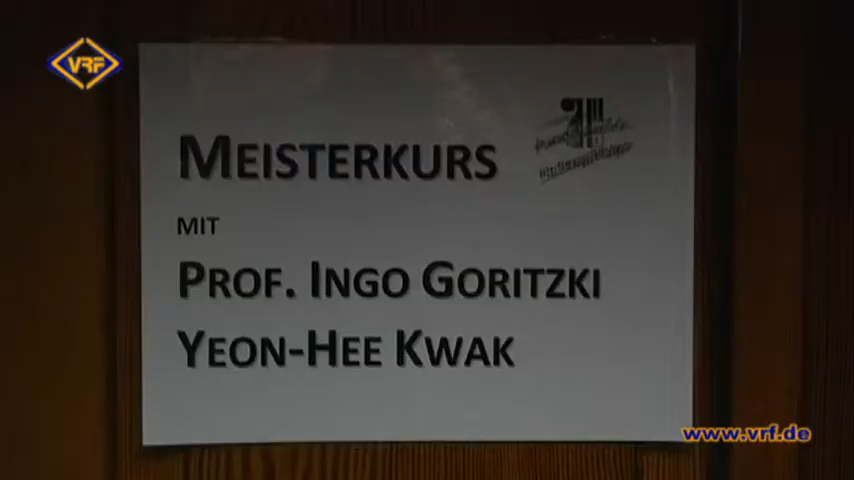 VRF
MEISTERKURS
MIT
PROF. INGO GORITZKI
YEON-HEE KWAK
www.vrf.de